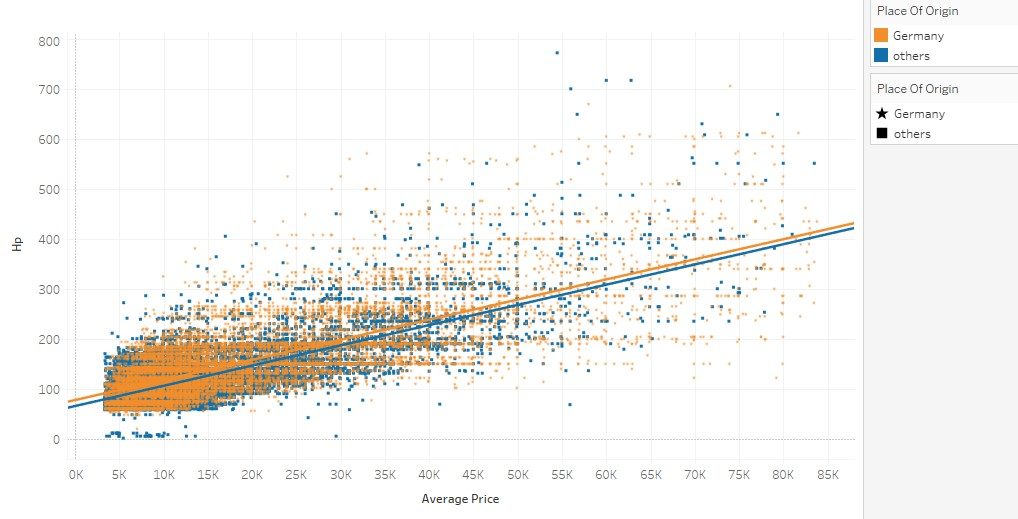 Place Of Origin
Germany
others
Place Of Origin
Germany
others
800
700
600
500
400
300
200
100
0
Hp
0K 5K 10K 15K 20K 25K 30K 35K 40K 45K 50K 55K 60K 65K 70K 75K 80K 85K
Average Price